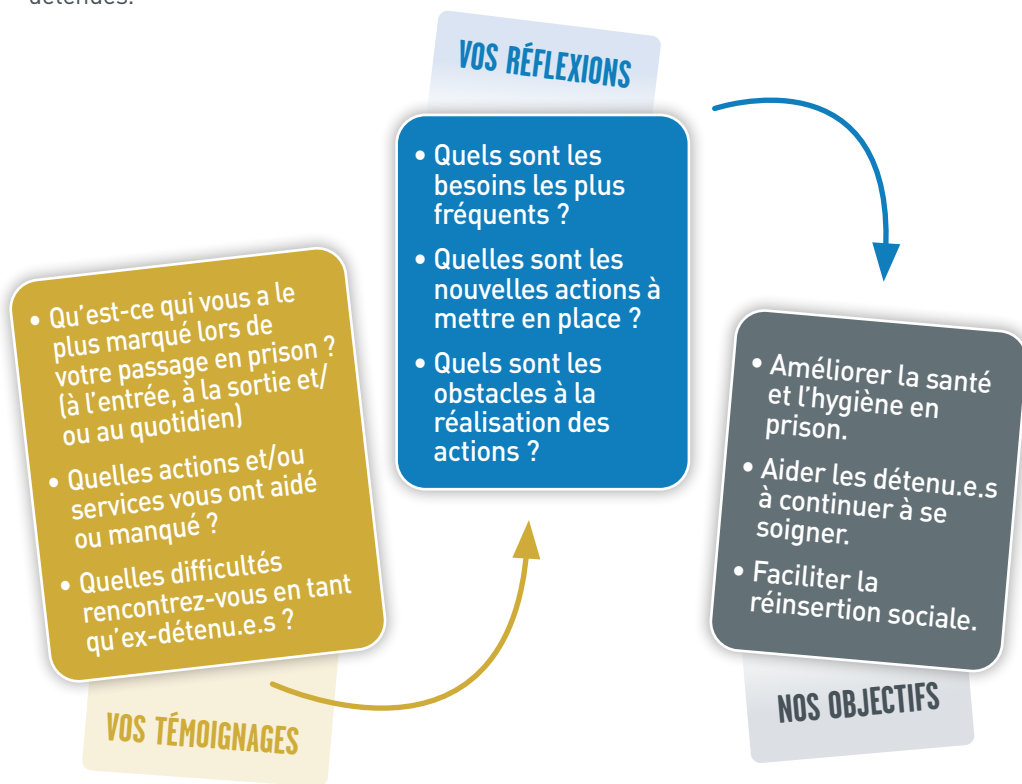 détenues.
VOS RÉFLEXIONS
• Quels sont les
besoins les plus
fréquents ?
• Quelles sont les
nouvelles actions à
mettre en place ?
• Quels sont les
obstacles à la
réalisation des
actions ?
• Qu’est-ce qui vous a le
plus marqué lors de
votre passage en prison ?
(à l’entrée, à la sortie et/
ou au quotidien)
• Quelles actions et/ou
services vous ont aidé
ou manqué ?
• Quelles difficultés
rencontrez-vous en tant
qu’ex-détenu.e.s ?
VOS TÉMOIGNAGES
• Améliorer la santé
et l’hygiène en
prison.
• Aider les détenu.e.s
à continuer à se
soigner.
• Faciliter la
réinsertion sociale.
NOS OBJECTIFS